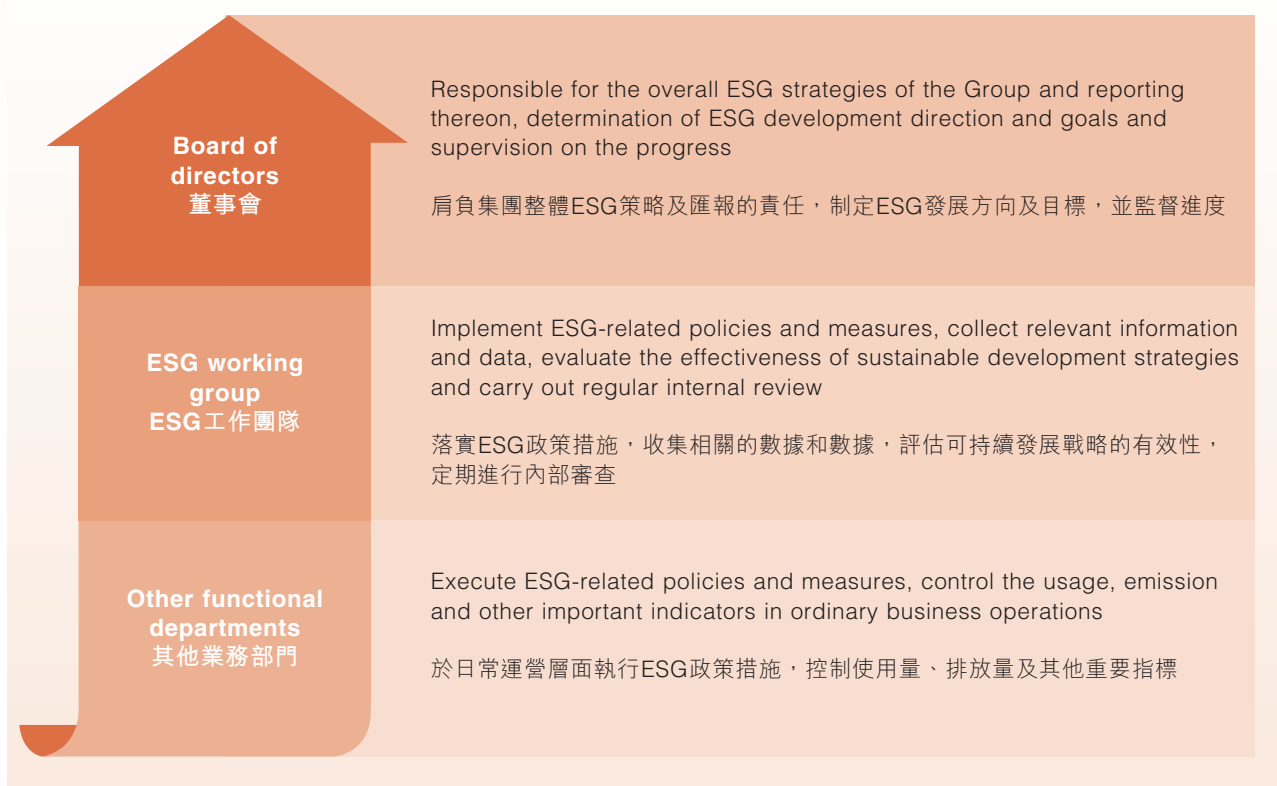 Board of
directors
董事會
Responsible for the overall ESG strategies of the Group and reporting
thereon, determination of ESG development direction and goals and
supervision on the progress
肩負集團整體ESG策略及匯報的責任，制定ESG發展方向及目標，並監督進度
ESG working
group
ESG工作團隊
Implement ESG-related policies and measures, collect relevant information
and data, evaluate the effectiveness of sustainable development strategies
and carry out regular internal review
落實ESG政策措施，收集相關的數據和數據，評估可持續發展戰略的有效性，
定期進行內部審查
Other functional
departments
其他業務部門
Execute ESG-related policies and measures, control the usage, emission
and other important indicators in ordinary business operations
於日常運營層面執行ESG政策措施，控制使用量、排放量及其他重要指標